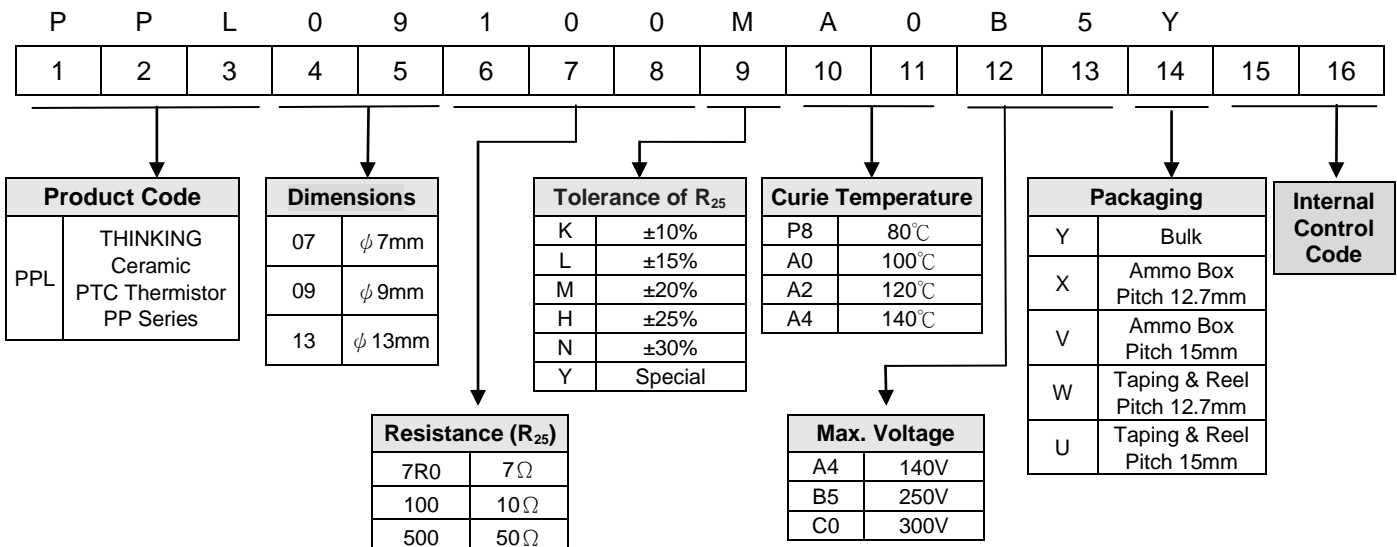 P P L 0 9 1 0 0 M A 0 B 5 Y
1 2 3 4 5 6 7 8 9 10 11 12 13 14 15 16
Product Code
PPL
THINKING
Ceramic
PTC Thermistor
PP Series
Dimensions
07 ϕ7mm
09 ϕ9mm
13 ϕ13mm
Resistance (R₂₅)
7R0 7Ω
100 10Ω
500 50Ω
Tolerance of R₂₅
K ±10%
L ±15%
M ±20%
H ±25%
N ±30%
Y Special
Curie Temperature
P8 80℃
A0 100℃
A2 120℃
A4 140℃
Max. Voltage
A4 140V
B5 250V
C0 300V
Packaging
Y Bulk
X Ammo Box
Pitch 12.7mm
V Ammo Box
Pitch 15mm
W Taping & Reel
Pitch 12.7mm
U Taping & Reel
Pitch 15mm
Internal
Control
Code